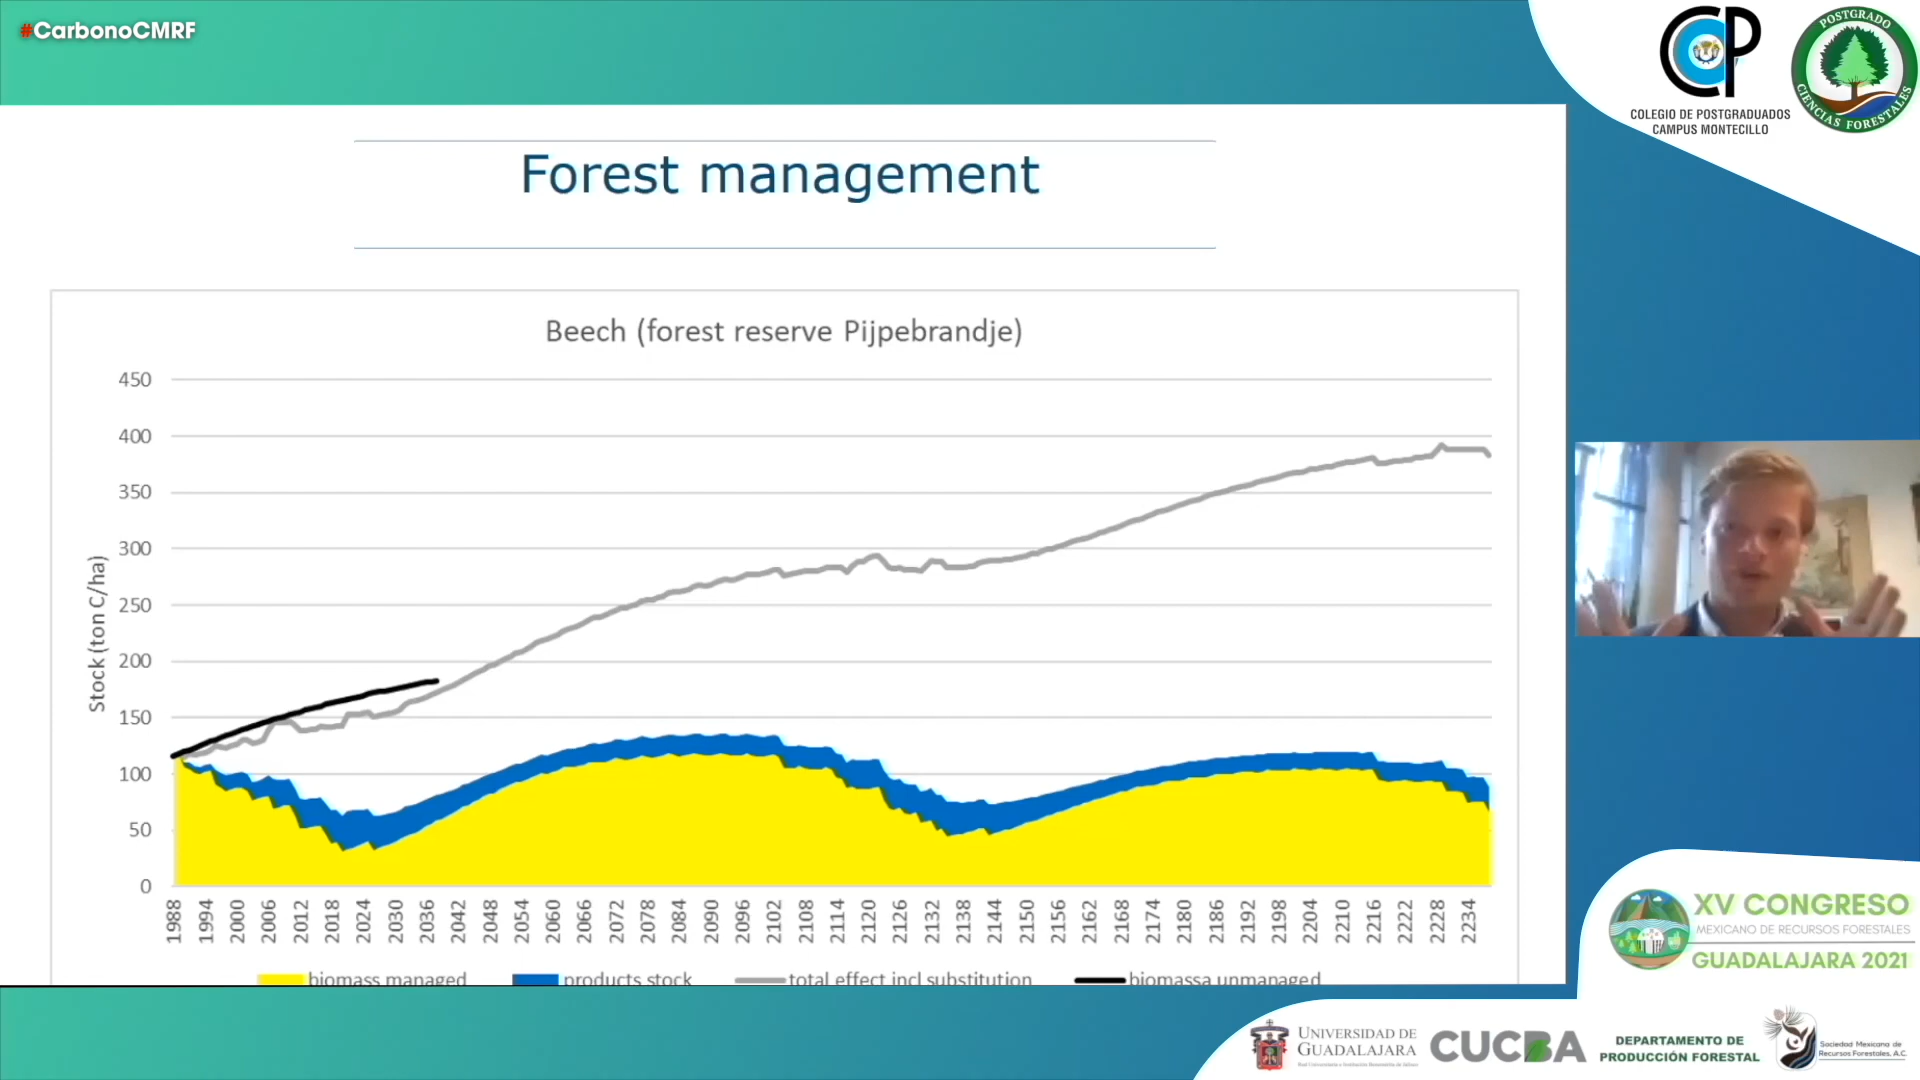 #CarbonoCMRF
COLEGIO DE POSTGRADUADOS
CAMPUS MONTECILLO
POSTGRADO
CIENCIAS FORESTALES
Forest management
Beech (forest reserve Pijpebrandje)
Stock (ton C/ha)
450
400
350
300
250
200
150
100
50
0
1988 1994 2000 2006 2012 2018 2024 2030 2036 2042 2048 2054 2060 2066 2072 2078 2084 2090 2096 2102 2108 2114 2120 2126 2132 2138 2144 2150 2156 2162 2168 2174 2180 2186 2192 2198 2204 2210 2216 2222 2228 2234
biomass managed products stock total effect incl substitution biomassa unmanaged
XV CONGRESO
MEXICANO DE RECURSOS FORESTALES
GUADALAJARA 2021
UNIVERSIDAD DE
GUADALAJARA
CUCBA
DEPARTAMENTO DE
PRODUCCIÓN FORESTAL
Sociedad Mexicana de
Recursos Forestales, A.C.